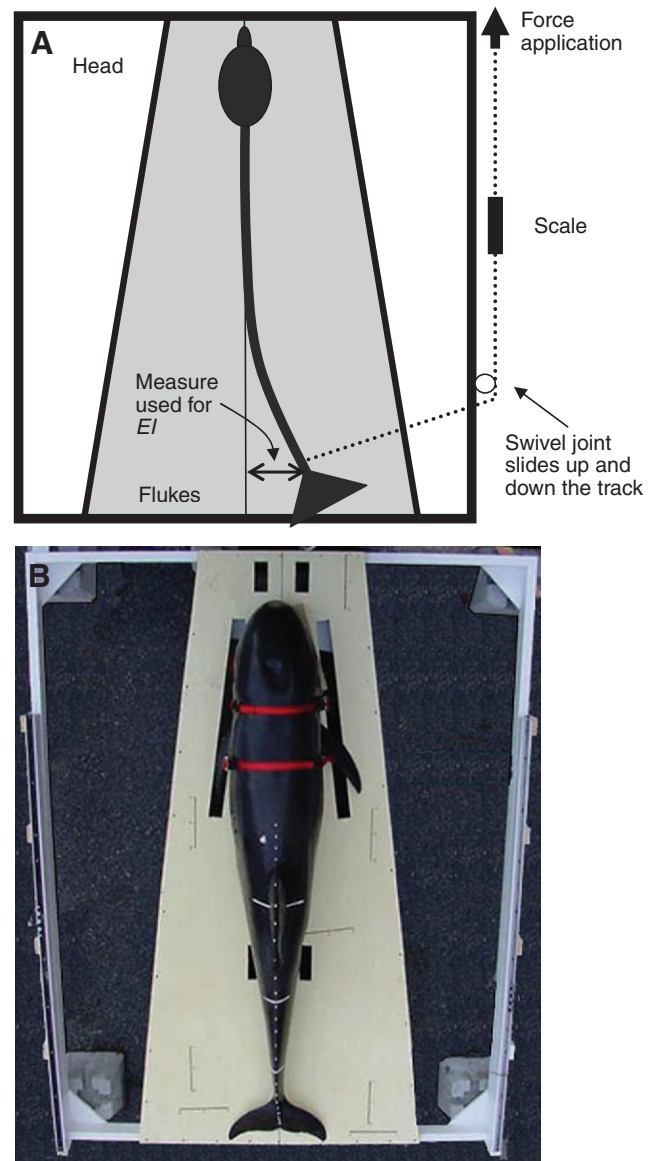 A
Head
Force
application
Scale
Measure
used for
EI
Swivel joint
slides up and
down the track
Flukes
B